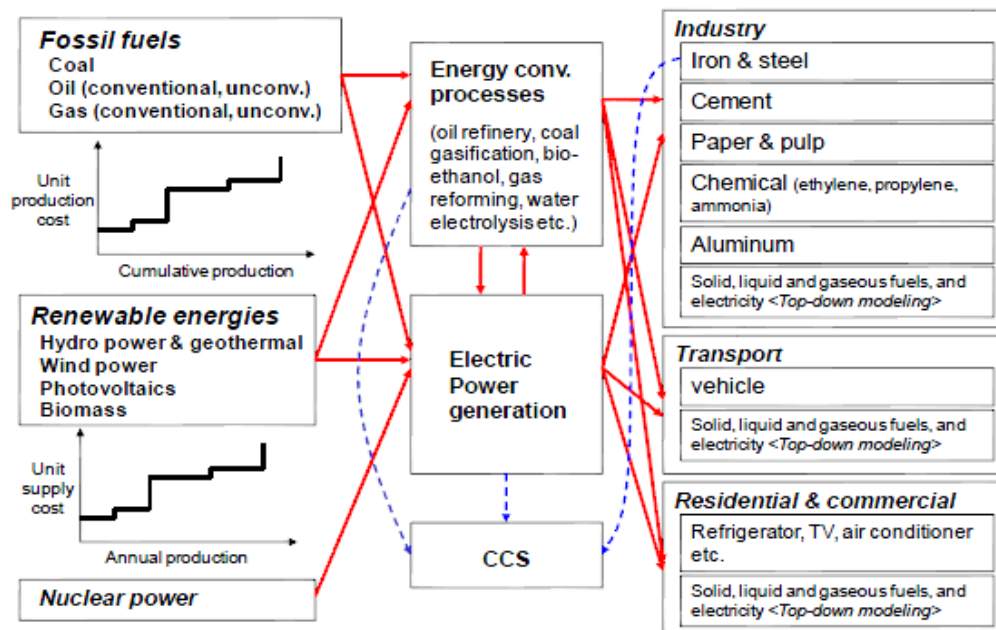 Fossil fuels
Coal
Oil (conventional, unconv.)
Gas (conventional, unconv.)
Unit
production
cost
Cumulative production
Renewable energies
Hydro power & geothermal
Wind power
Photovoltaics
Biomass
Unit
supply
cost
Annual production
Nuclear power
Energy conv.
processes
(oil refinery, coal
gasification, bio-
ethanol, gas
reforming, water
electrolysis etc.)
Electric
Power
generation
CCS
Industry
Iron & steel
Cement
Paper & pulp
Chemical (ethylene, propylene,
ammonia)
Aluminum
Solid, liquid and gaseous fuels, and
electricity <Top-down modeling>
Transport
vehicle
Solid, liquid and gaseous fuels, and
electricity <Top-down modeling>
Residential & commercial
Refrigerator, TV, air conditioner
etc.
Solid, liquid and gaseous fuels, and
electricity <Top-down modeling>